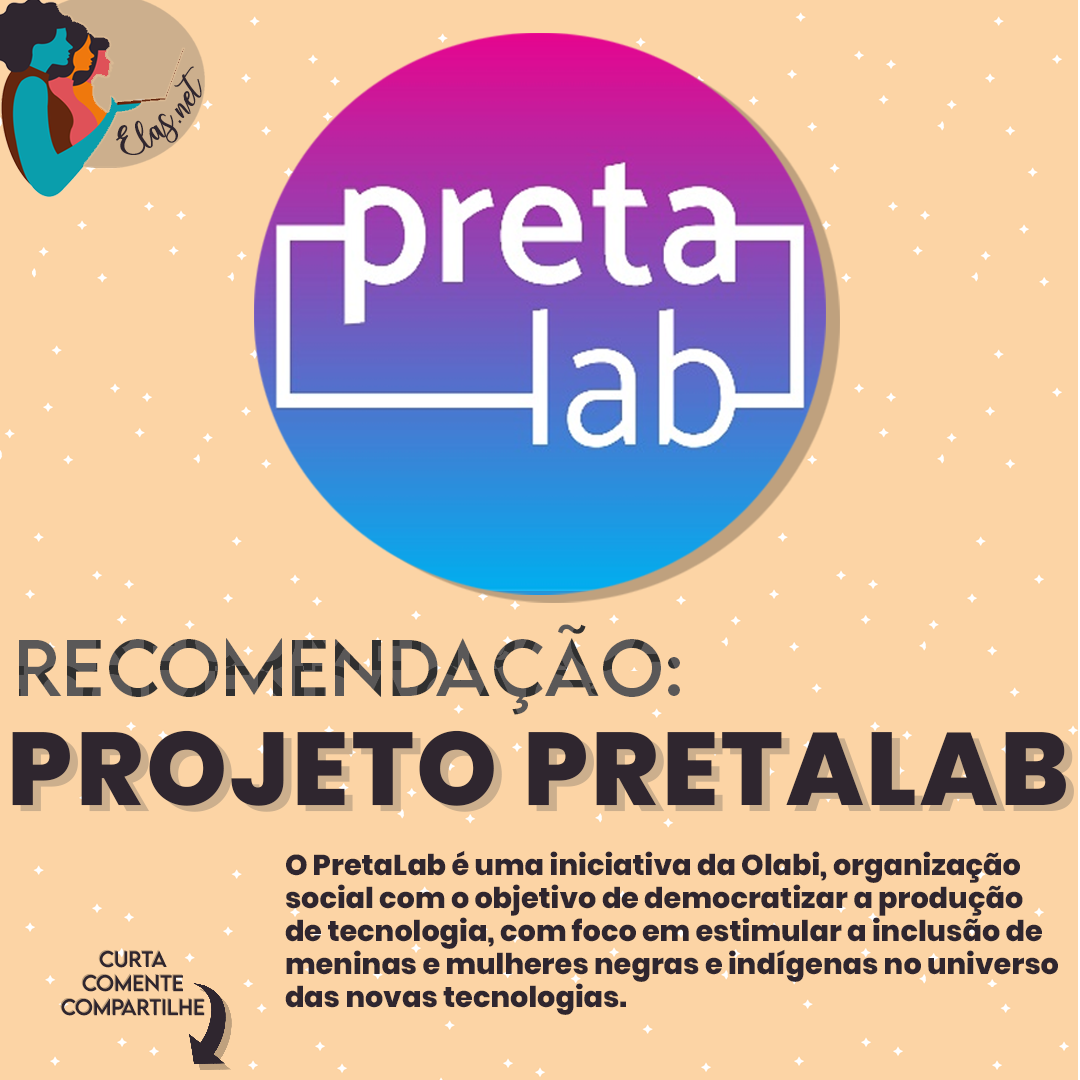 Elas.net
preta
lab
RECOMENDAÇÃO:
PROJETO PRETALAB
O PretaLab é uma iniciativa da Olabi, organização
social com o objetivo de democratizar a produção
de tecnologia, com foco em estimular a inclusão de
meninas e mulheres negras e indígenas no universo
das novas tecnologias.
CURTA
COMENTE
COMPARTILHE